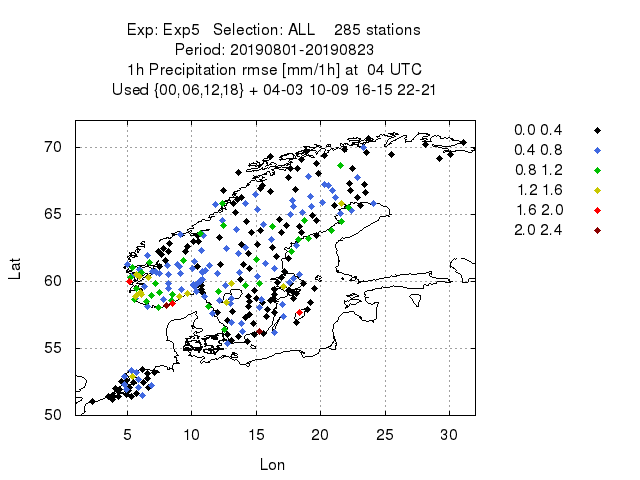 Exp: Exp5 Selection: ALL 285 stations
Period: 20190801-20190823
1h Precipitation rmse [mm/1h] at 04 UTC
Used {00,06,12,18} + 04-03 10-09 16-15 22-21
0.0 0.4
0.4 0.8
0.8 1.2
1.2 1.6
1.6 2.0
2.0 2.4
70
65
60
55
50
Lat
5 10 15 20 25 30
Lon